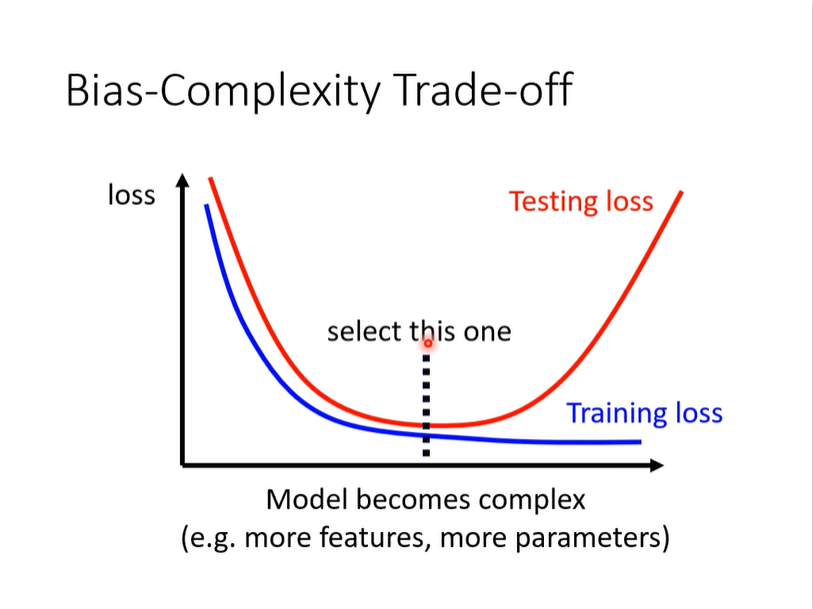 Bias-Complexity Trade-off
loss
Testing loss
select this one
Training loss
Model becomes complex
(e.g. more features, more parameters)